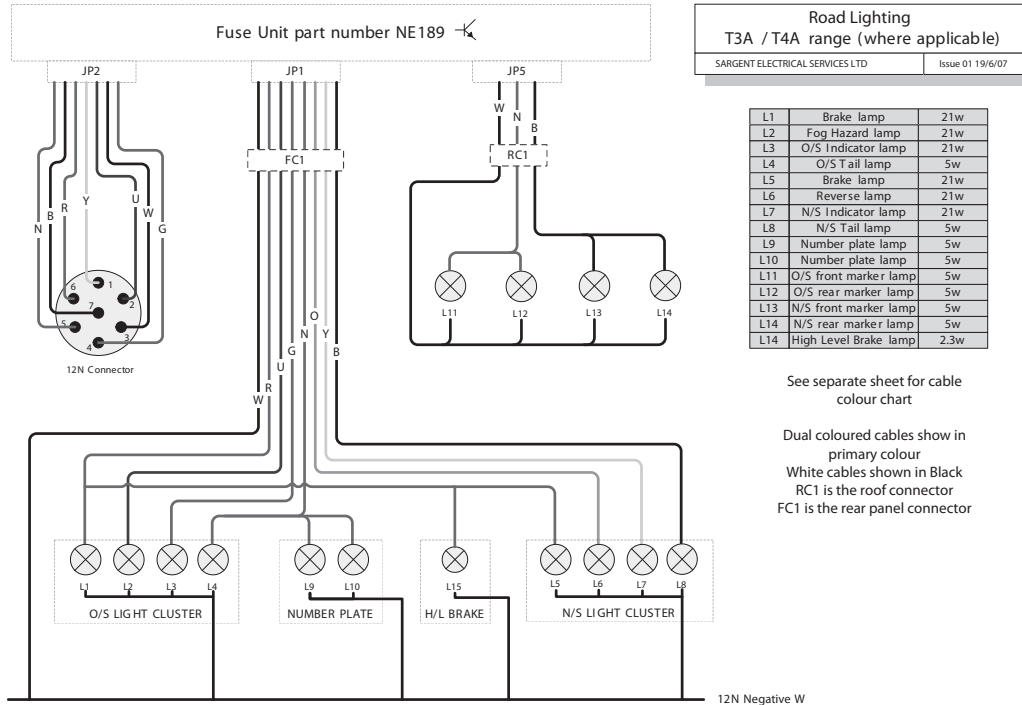 Fuse Unit part number NE189
Road Lighting
T3A / T4A range (where applicable)
SARGENT ELECTRICAL SERVICES LTD Issue 01 19/6/07
JP2 JP1 JP5
W N B
FC1 RC1
L1 Brake lamp 21w
L2 Fog Hazard lamp 21w
L3 O/S Indicator lamp 21w
L4 O/S Tail lamp 5w
L5 Brake lamp 21w
L6 Reverse lamp 21w
L7 N/S Indicator lamp 21w
L8 N/S Tail lamp 5w
L9 Number plate lamp 5w
L10 Number plate lamp 5w
L11 O/S front marker lamp 5w
L12 O/S rear marker lamp 5w
L13 N/S front marker lamp 5w
L14 N/S rear marker lamp 5w
L14 High Level Brake lamp 2.3w
N B R Y U W G
6 1 7 2 5 3 4
12N Connector
L11 L12 L13 L14
W R U G N O Y B
See separate sheet for cable
colour chart
Dual coloured cables show in
primary colour
White cables shown in Black
RC1 is the roof connector
FC1 is the rear panel connector
L1 L2 L3 L4 L9 L10 L15 L5 L6 L7 L8
O/S LIGHT CLUSTER NUMBER PLATE H/L BRAKE N/S LIGHT CLUSTER
12N Negative W